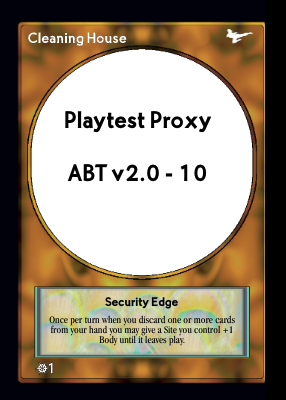 Cleaning House
Playtest Proxy
ABT v2.0 - 10
Security Edge
Once per turn when you discard one or more cards
from your hand you may give a Site you control +1
Body until it leaves play.
1